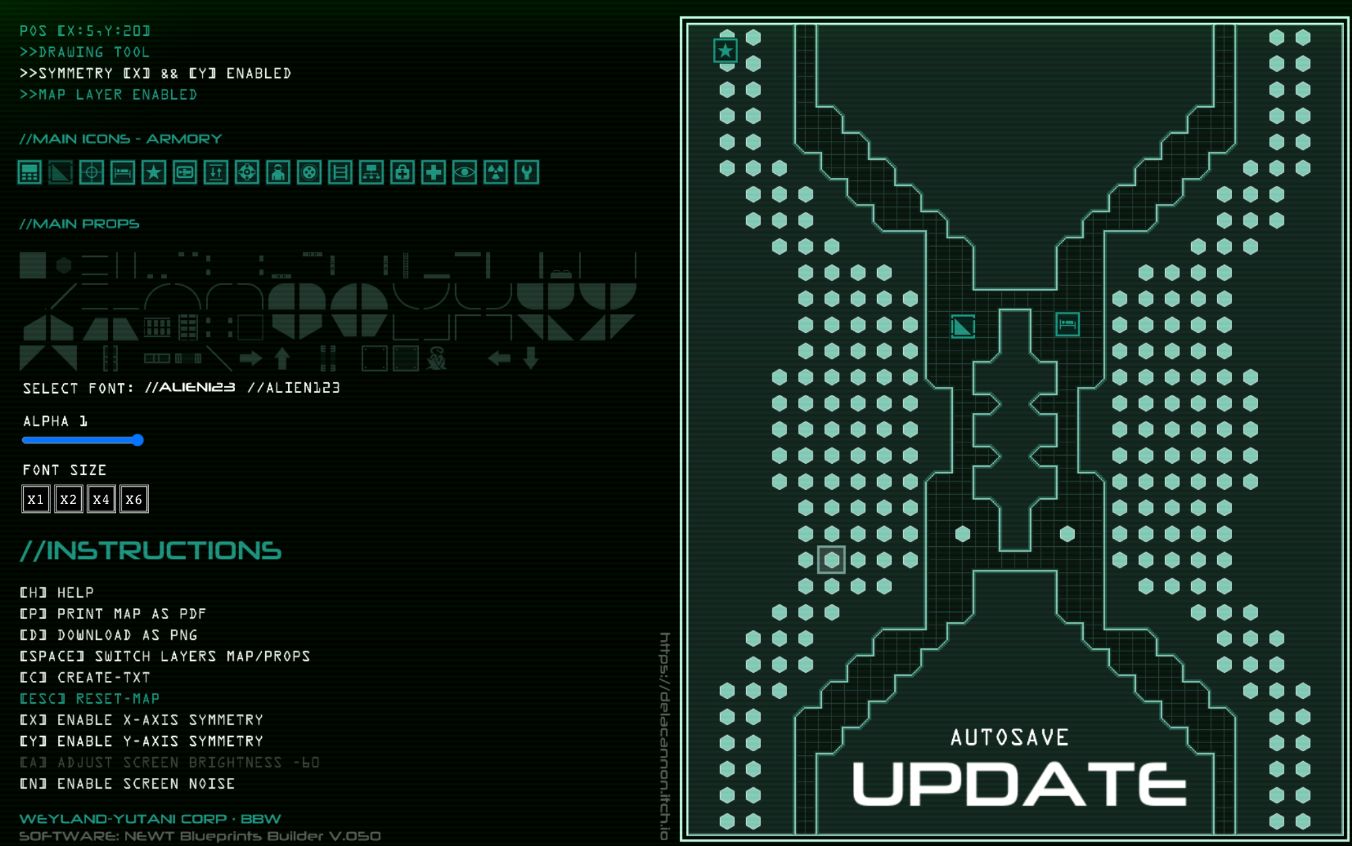 POS [X:5,Y:20]
>>DRAWING TOOL
>>SYMMETRY [X] && [Y] ENABLED
>>MAP LAYER ENABLED
//MAIN ICONS - ARMORY
//MAIN PROPS
SELECT FONT: //ALIEN123 //ALIEN123
ALPHA 1
FONT SIZE
X1 X2 X4 X6
//INSTRUCTIONS
[H] HELP
[P] PRINT MAP AS PDF
[D] DOWNLOAD AS PNG
[SPACE] SWITCH LAYERS MAP/PROPS
[C] CREATE-TXT
[ESC] RESET-MAP
[X] ENABLE X-AXIS SYMMETRY
[Y] ENABLE Y-AXIS SYMMETRY
[A] ADJUST SCREEN BRIGHTNESS -60
[N] ENABLE SCREEN NOISE
WEYLAND-YUTANI CORP · BBW
SOFTWARE: NEWT Blueprints Builder V.050
https://delacannon.itch.io
AUTOSAVE
UPDATE